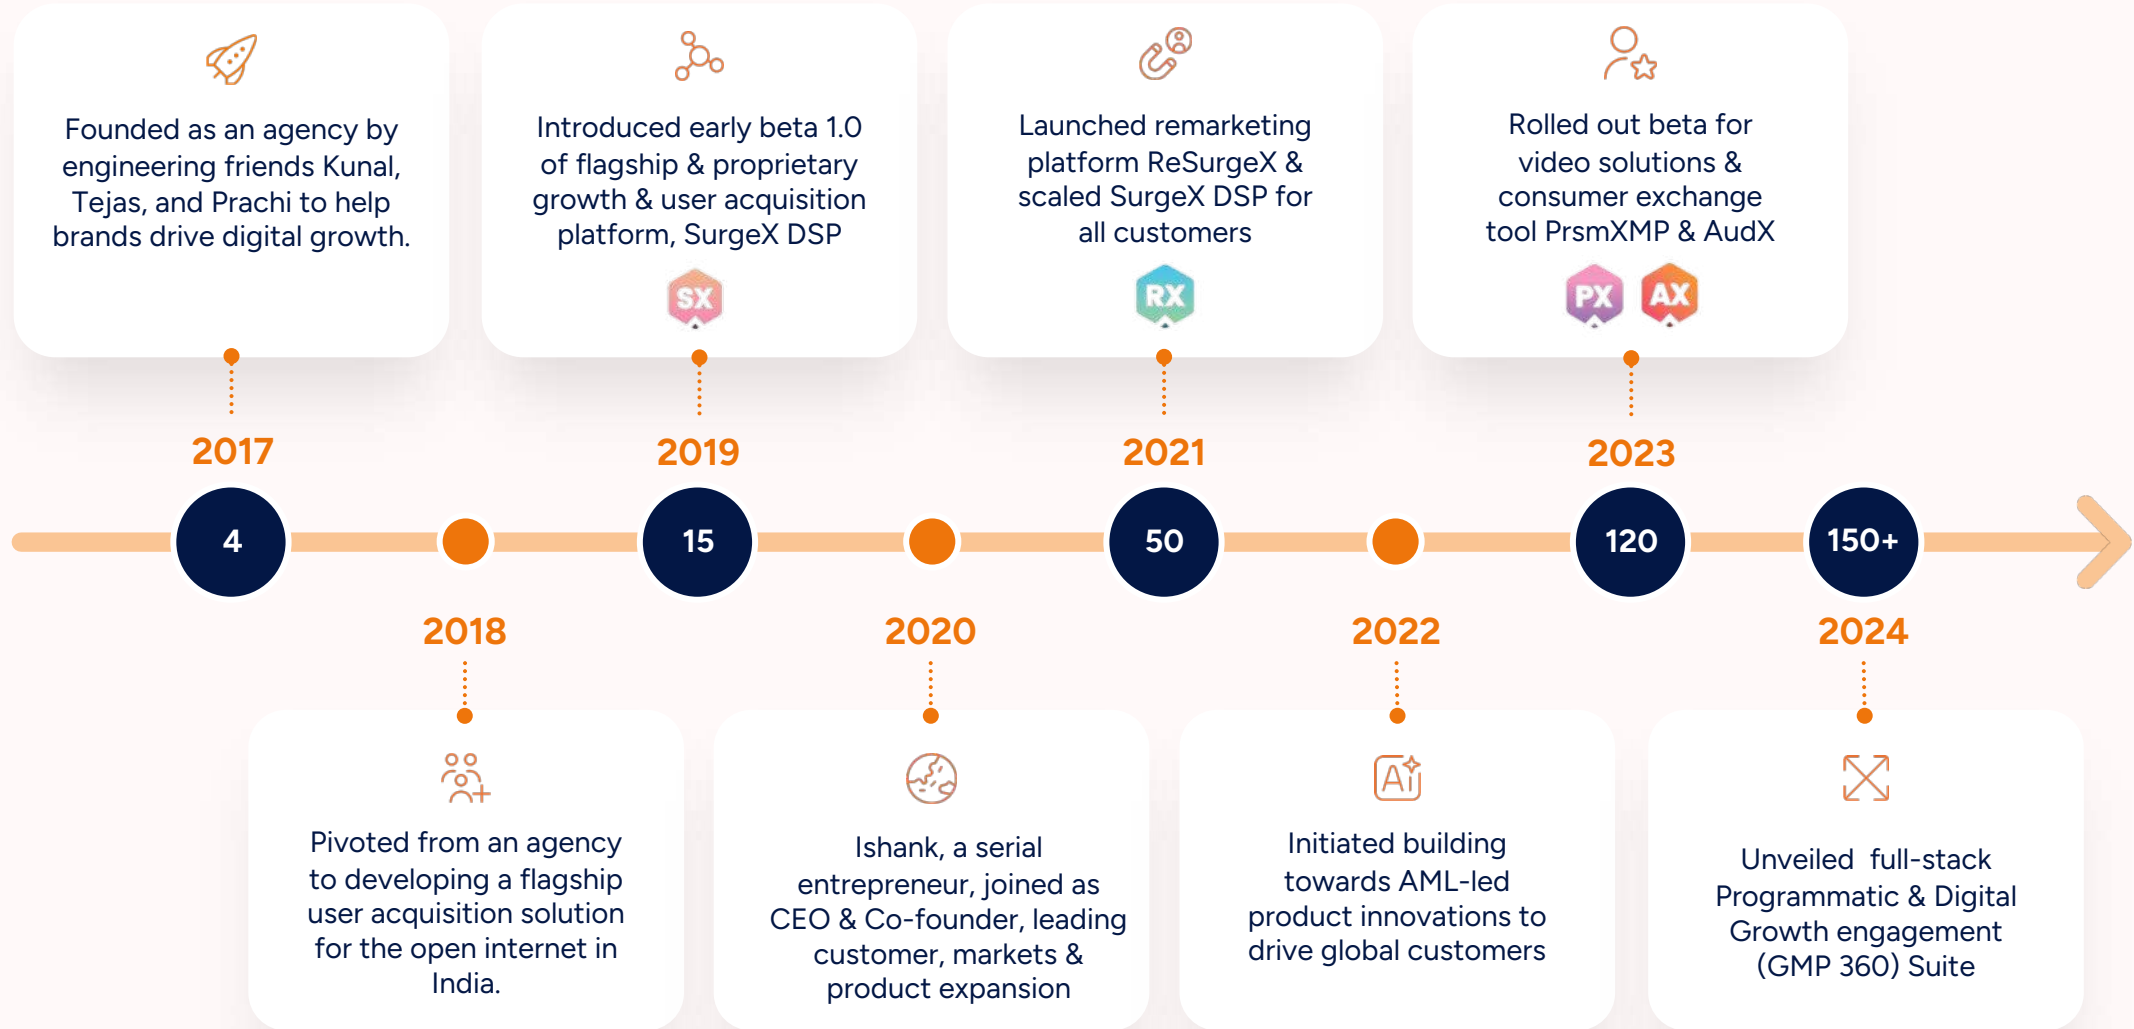 Founded as an agency by
engineering friends Kunal,
Tejas, and Prachi to help
brands drive digital growth.
Introduced early beta 1.0
of flagship & proprietary
growth & user acquisition
platform, SurgeX DSP
SX
Launched remarketing
platform ReSurgeX &
scaled SurgeX DSP for
all customers
RX
Rolled out beta for
video solutions &
consumer exchange
tool PrsmXMP & AudX
PX AX
2017
2019
2021
2023
4
15
50
120
150+
2018
2020
2022
2024
Pivoted from an agency
to developing a flagship
user acquisition solution
for the open internet in
India.
Ishank, a serial
entrepreneur, joined as
CEO & Co-founder, leading
customer, markets &
product expansion
Ai
Initiated building
towards AML-led
product innovations to
drive global customers
Unveiled full-stack
Programmatic & Digital
Growth engagement
(GMP 360) Suite